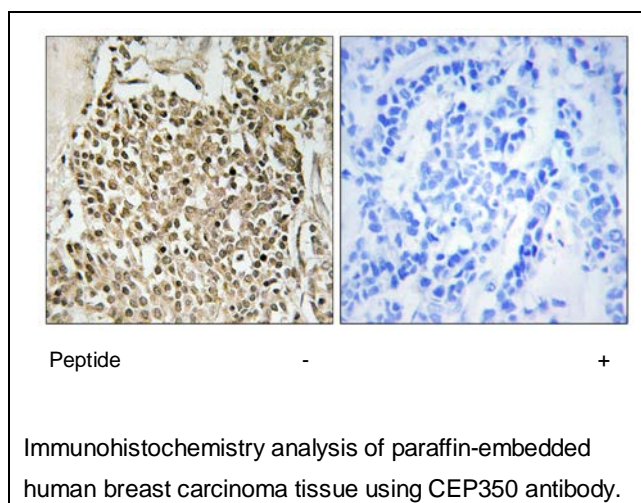 Peptide - +
Immunohistochemistry analysis of paraffin-embedded
human breast carcinoma tissue using CEP350 antibody.